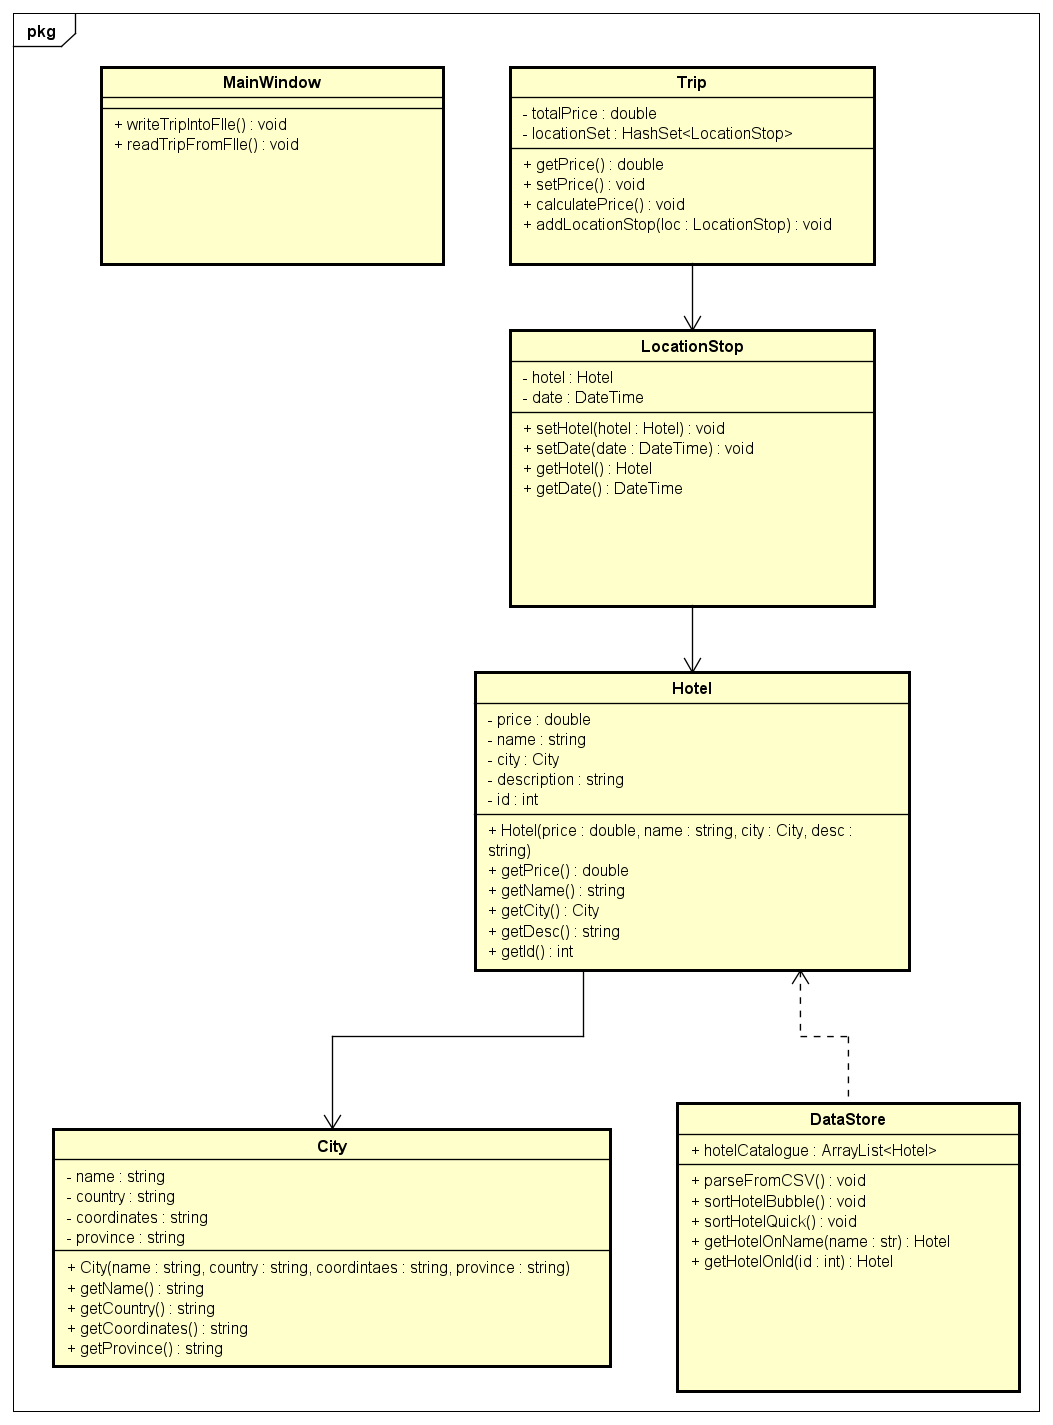 pkg
MainWindow
+ writeTripIntoFIle() : void
+ readTripFromFIle() : void
Trip
- totalPrice : double
- locationSet : HashSet<LocationStop>
+ getPrice() : double
+ setPrice() : void
+ calculatePrice() : void
+ addLocationStop(loc : LocationStop) : void
LocationStop
- hotel : Hotel
- date : DateTime
+ setHotel(hotel : Hotel) : void
+ setDate(date : DateTime) : void
+ getHotel() : Hotel
+ getDate() : DateTime
Hotel
- price : double
- name : string
- city : City
- description : string
- id : int
+ Hotel(price : double, name : string, city : City, desc :
string)
+ getPrice() : double
+ getName() : string
+ getCity() : City
+ getDesc() : string
+ getId() : int
City
- name : string
- country : string
- coordinates : string
- province : string
+ City(name : string, country : string, coordintaes : string, province : string)
+ getName() : string
+ getCountry() : string
+ getCoordinates() : string
+ getProvince() : string
DataStore
+ hotelCatalogue : ArrayList<Hotel>
+ parseFromCSV() : void
+ sortHotelBubble() : void
+ sortHotelQuick() : void
+ getHotelOnName(name : str) : Hotel
+ getHotelOnId(id : int) : Hotel